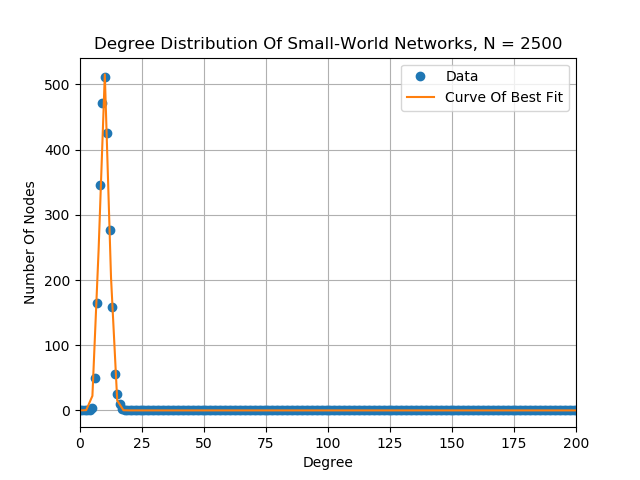 Degree Distribution Of Small-World Networks, N = 2500
Data
Curve Of Best Fit
Number Of Nodes
500
400
300
200
100
0
0 25 50 75 100 125 150 175 200
Degree